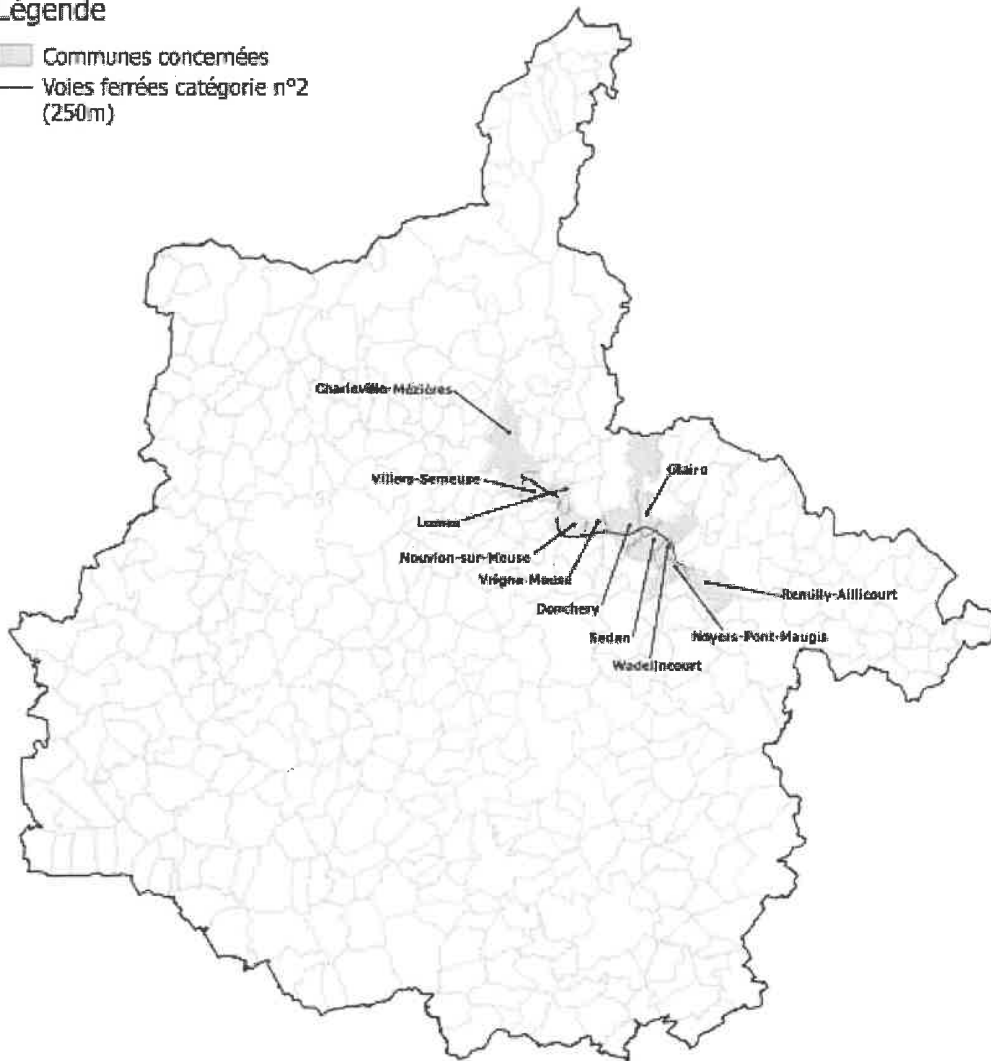 Légende
Communes concernées
Voies ferrées catégorie n°2
(250m)
Charleville-Mézières
Glaire
Villers-Semeuse
Lumes
Nouvion-sur-Meuse
Vrigne-Meuse
Remilly-Aillicourt
Donchery
Sedan
Noyers-Pont-Maugis
Wadelincourt